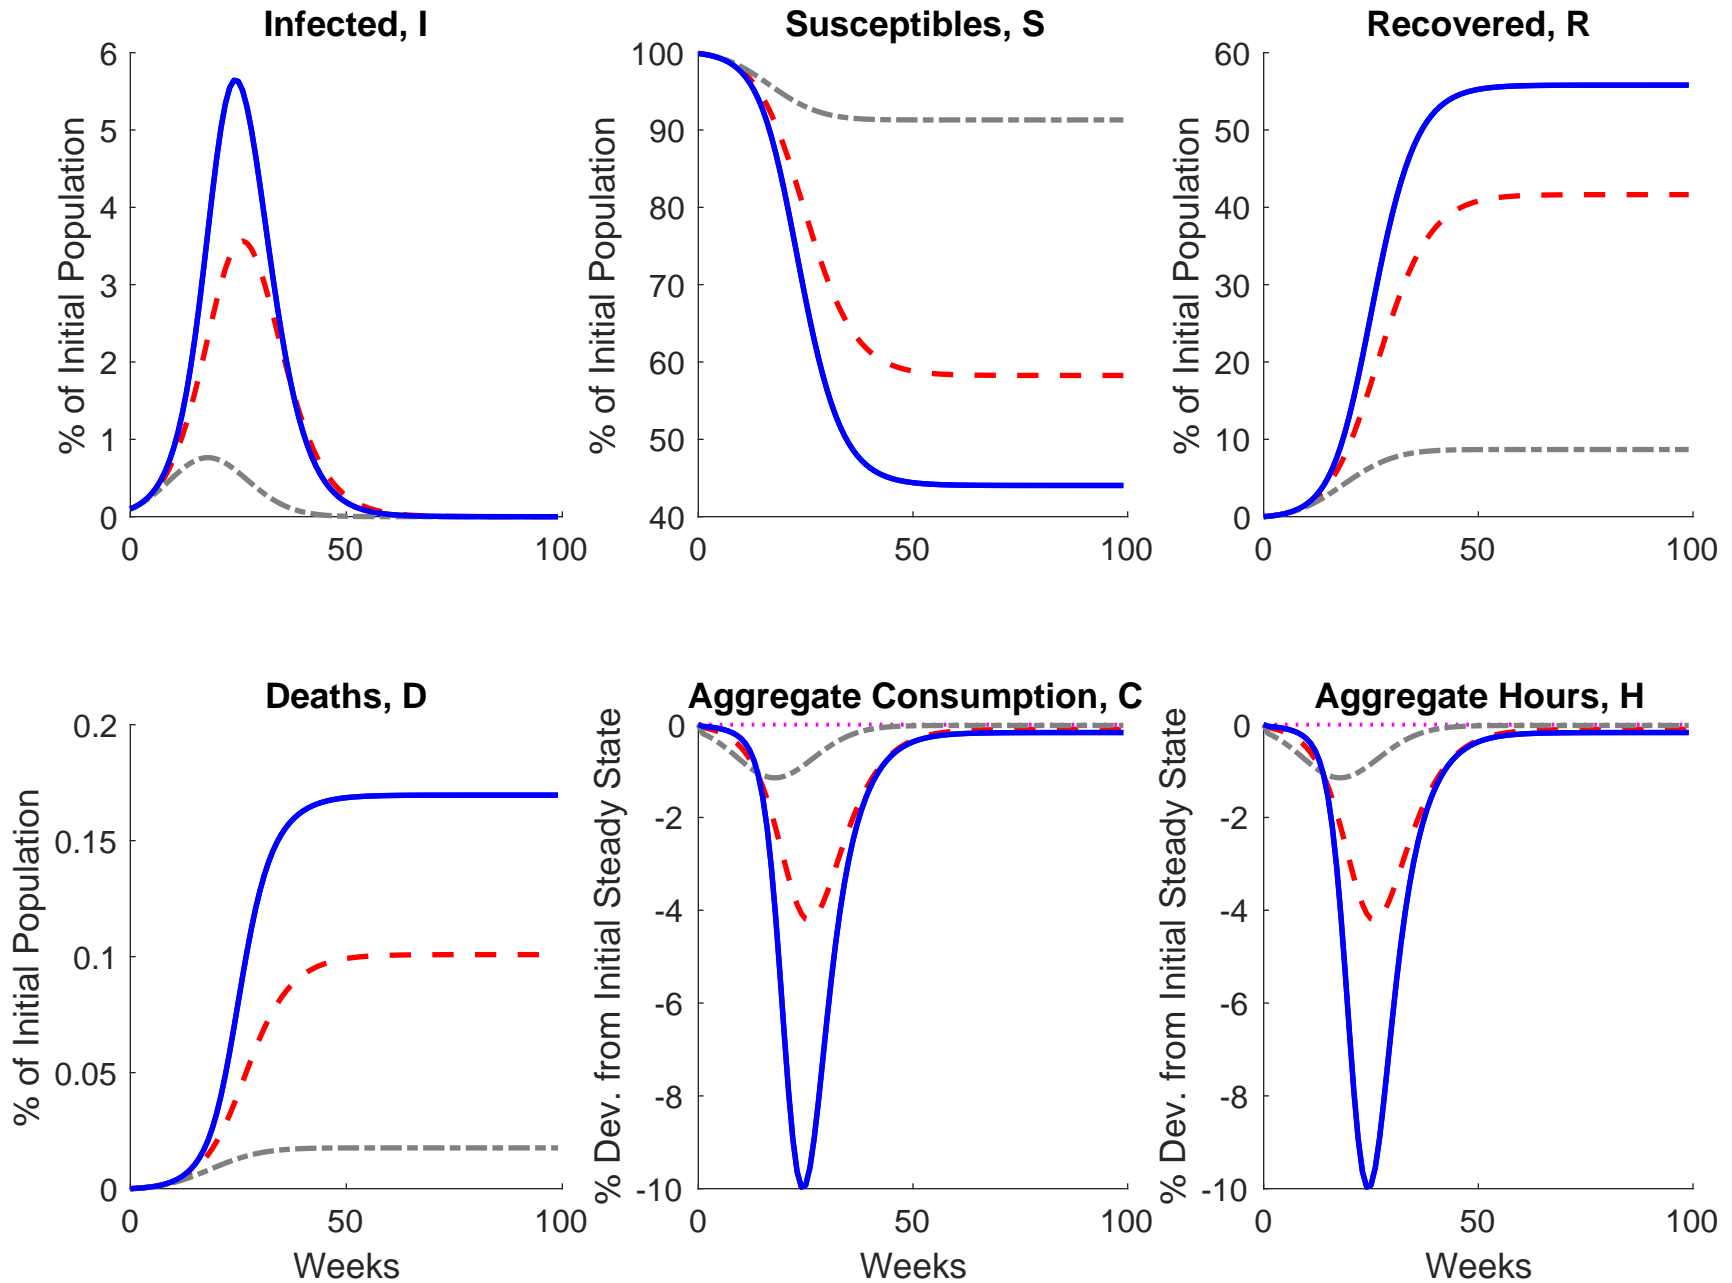 Infected, I
% of Initial Population
6
5
4
3
2
1
0
0 50 100
Susceptibles, S
% of Initial Population
100
90
80
70
60
50
40
0 50 100
Recovered, R
% of Initial Population
60
50
40
30
20
10
0
0 50 100
Deaths, D
% of Initial Population
0.2
0.15
0.1
0.05
0
0 50 100
Weeks
Aggregate Consumption, C
% Dev. from Initial Steady State
0
-2
-4
-6
-8
-10
0 50 100
Weeks
Aggregate Hours, H
% Dev. from Initial Steady State
0
-2
-4
-6
-8
-10
0 50 100
Weeks